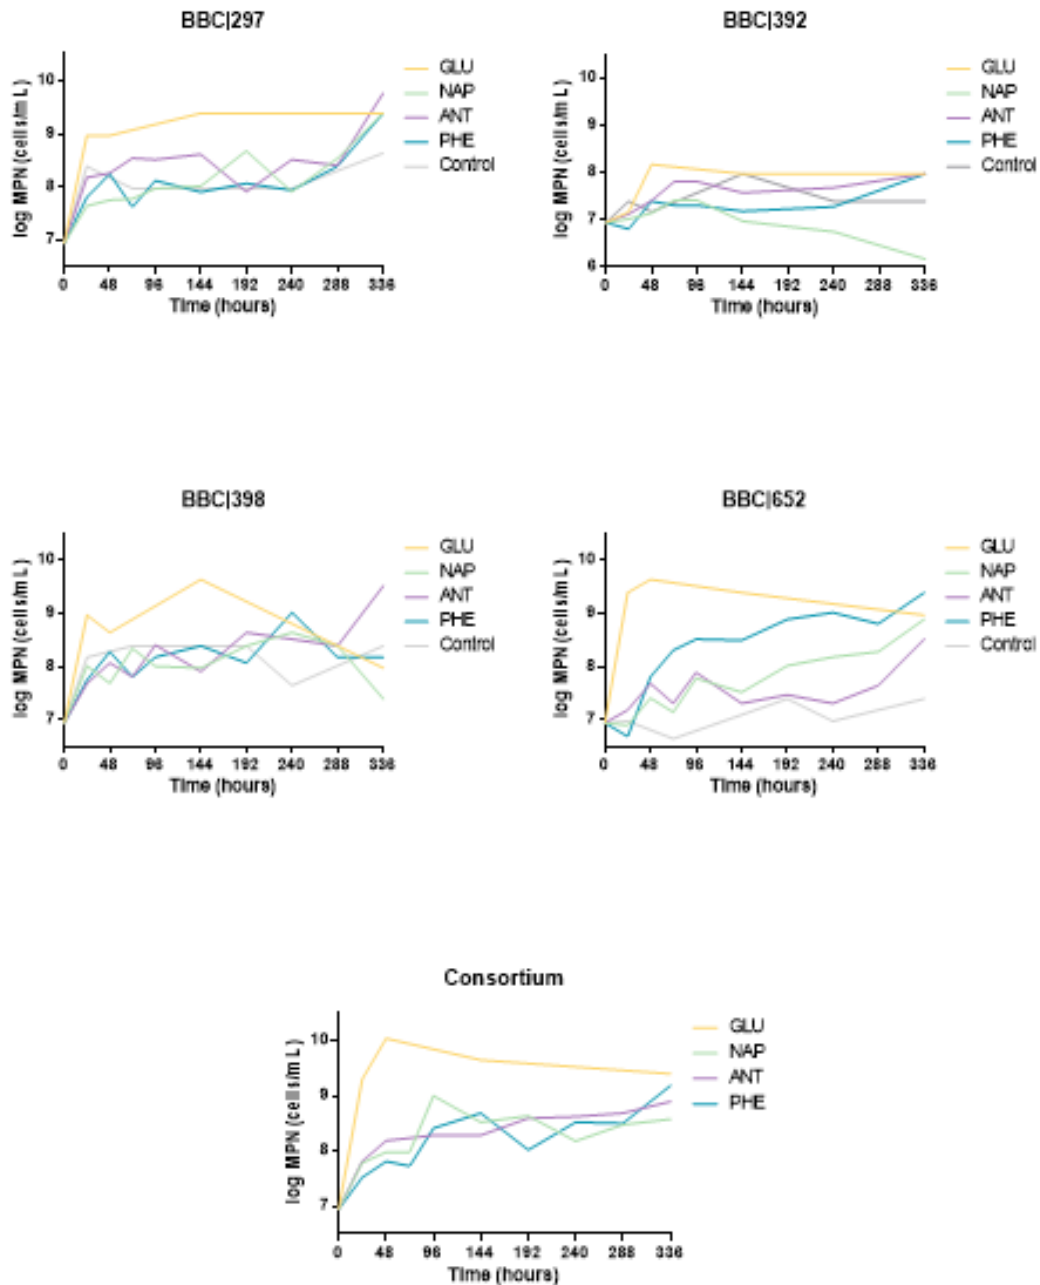 BBC|297
log MPN (cells/mL)
10
9
8
7
0 48 96 144 192 240 288 336
Time (hours)
GLU
NAP
ANT
PHE
Control
BBC|392
log MPN (cells/mL)
10
9
8
7
6
0 48 96 144 192 240 288 336
Time (hours)
GLU
NAP
ANT
PHE
Control
BBC|398
log MPN (cells/mL)
10
9
8
7
0 48 96 144 192 240 288 336
Time (hours)
GLU
NAP
ANT
PHE
Control
BBC|652
log MPN (cells/mL)
10
9
8
7
0 48 96 144 192 240 288 336
Time (hours)
GLU
NAP
ANT
PHE
Control
Consortium
log MPN (cells/mL)
10
9
8
7
0 48 96 144 192 240 288 336
Time (hours)
GLU
NAP
ANT
PHE